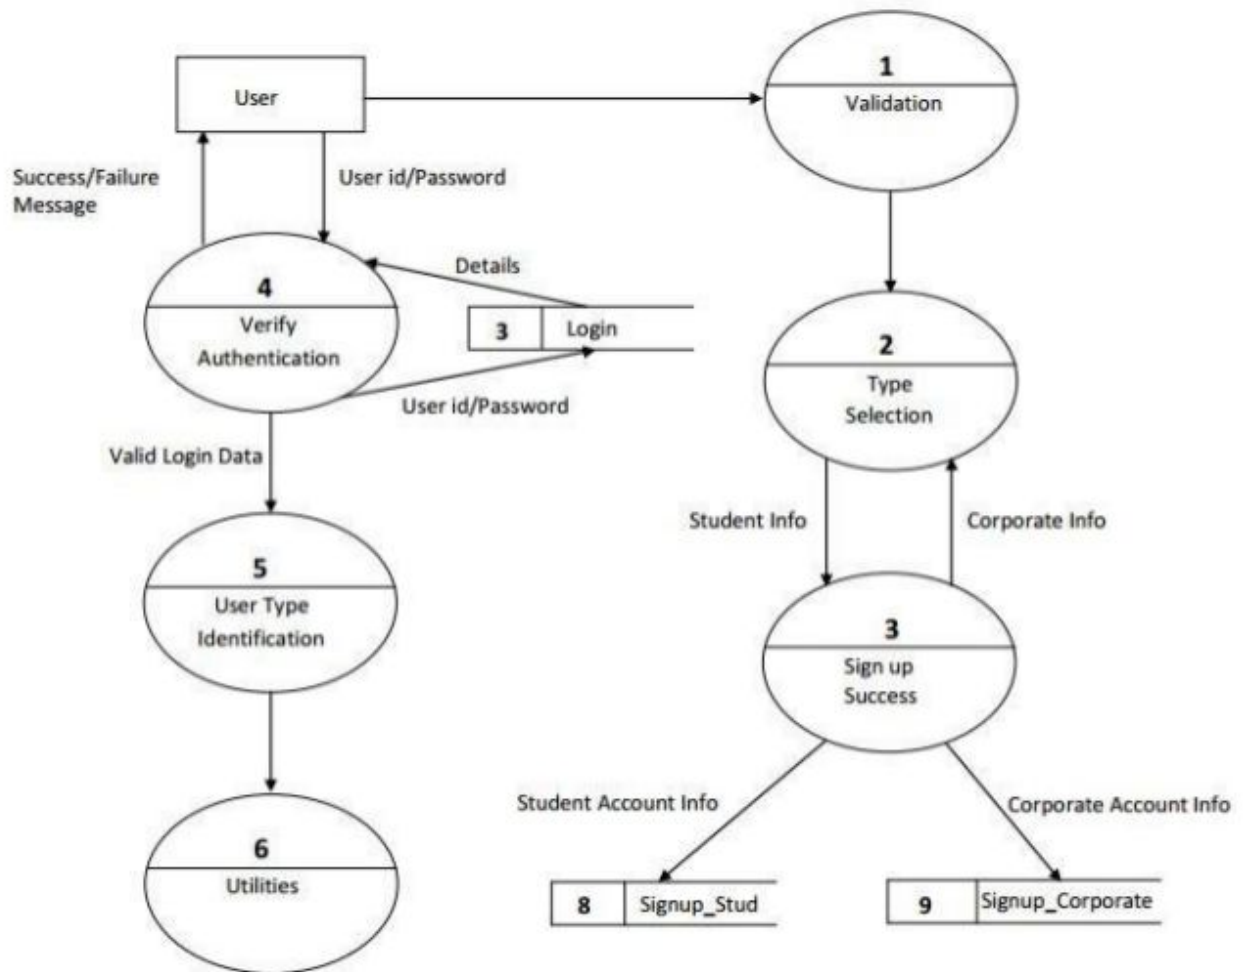 1
User
Validation
Success/Failure
Message
User id/Password
Details
4
Verify
Authentication
3
Login
2
Type
Selection
User id/Password
Valid Login Data
Student Info
Corporate Info
5
User Type
Identification
3
Sign up
Success
Student Account Info
Corporate Account Info
6
Utilities
8
Signup_Stud
9
Signup_Corporate